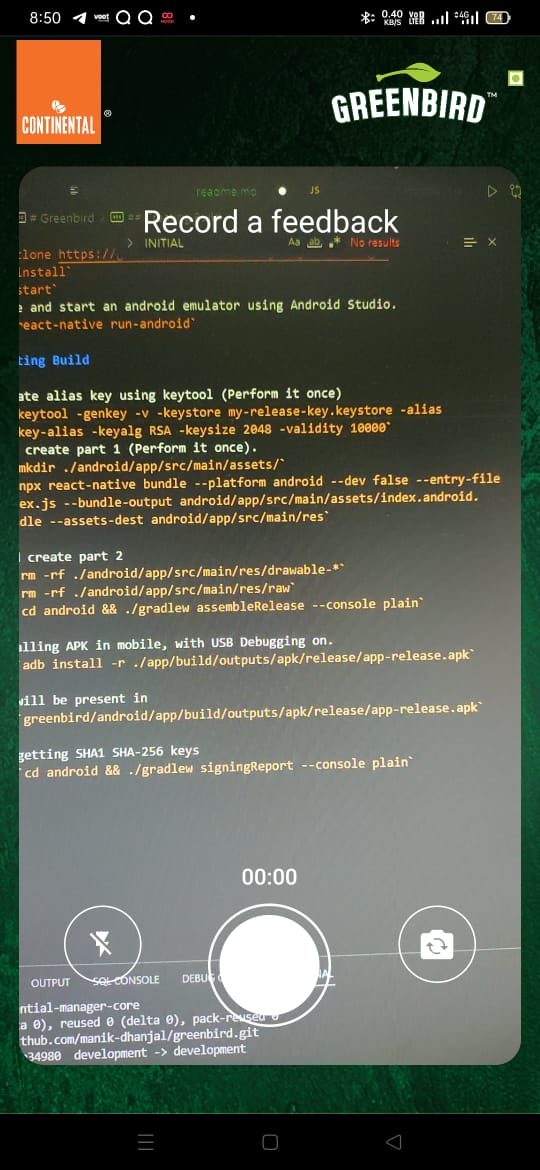 8:50 voot 0.40 KB/S VoD LTE 4G 74
CONTINENTAL ®
GREENBIRD ™
readme.md JS
# Greenbird ##
Record a feedback
INITIAL Aa ab, .* No results
clone https://
install`
start`
e and start an android emulator using Android Studio.
react-native run-android`
ting Build
ate alias key using keytool (Perform it once)
keytool -genkey -v -keystore my-release-key.keystore -alias
key-alias -keyalg RSA -keysize 2048 -validity 10000`
create part 1 (Perform it once).
mkdir ./android/app/src/main/assets/`
npx react-native bundle --platform android --dev false --entry-file
ex.js --bundle-output android/app/src/main/assets/index.android.
dle --assets-dest android/app/src/main/res`
create part 2
rm -rf ./android/app/src/main/res/drawable-*`
rm -rf ./android/app/src/main/res/raw`
cd android && ./gradlew assembleRelease --console plain`
alling APK in mobile, with USB Debugging on.
adb install -r ./app/build/outputs/apk/release/app-release.apk`
will be present in
`greenbird/android/app/build/outputs/apk/release/app-release.apk`
getting SHA1 SHA-256 keys
`cd android && ./gradlew signingReport --console plain`
00:00
OUTPUT SQL CONSOLE DEBUG
ntial-manager-core
a 0), reused 0 (delta 0), pack-reused 0
thub.com/manik-dhanjal/greenbird.git
34980 development -> development